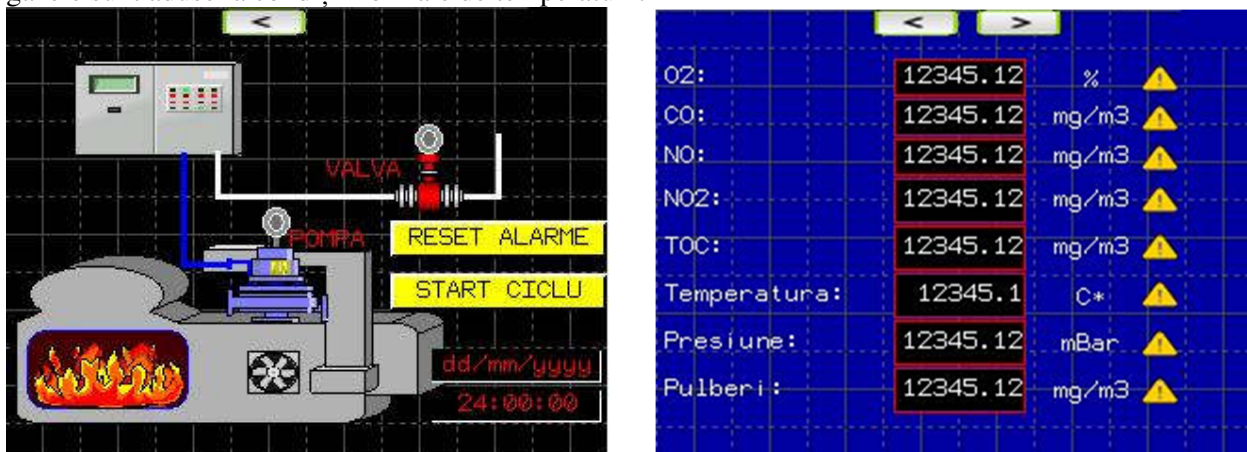 <
VALVA
POMPA
RESET ALARME
START CICLU
dd/mm/yyyy
24:00:00
< >
O2: 12345.12 %
CO: 12345.12 mg/m3
NO: 12345.12 mg/m3
NO2: 12345.12 mg/m3
TOC: 12345.12 mg/m3
Temperatura: 12345.1 C*
Presiune: 12345.12 mBar
Pulberi: 12345.12 mg/m3